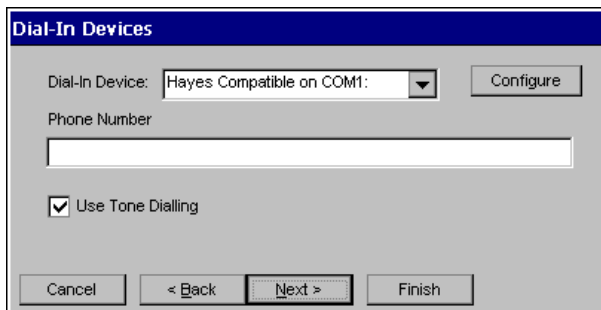 Dial-In Devices
Dial-In Device: Hayes Compatible on COM1: Configure
Phone Number
Use Tone Dialling
Cancel < Back Next > Finish